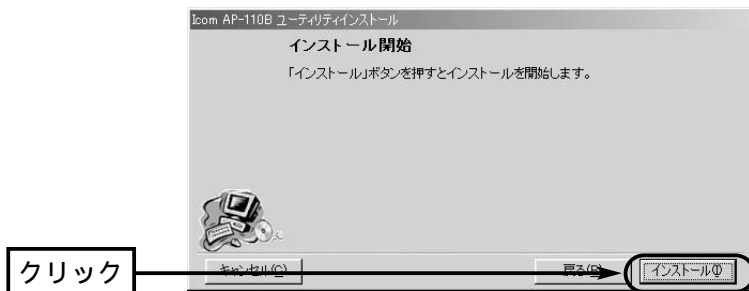 Icom AP-110B ユーティリティインストール
インストール開始
「インストール」ボタンを押すとインストールを開始します。
クリック
キャンセル(C)
戻る(B)
インストール(I)